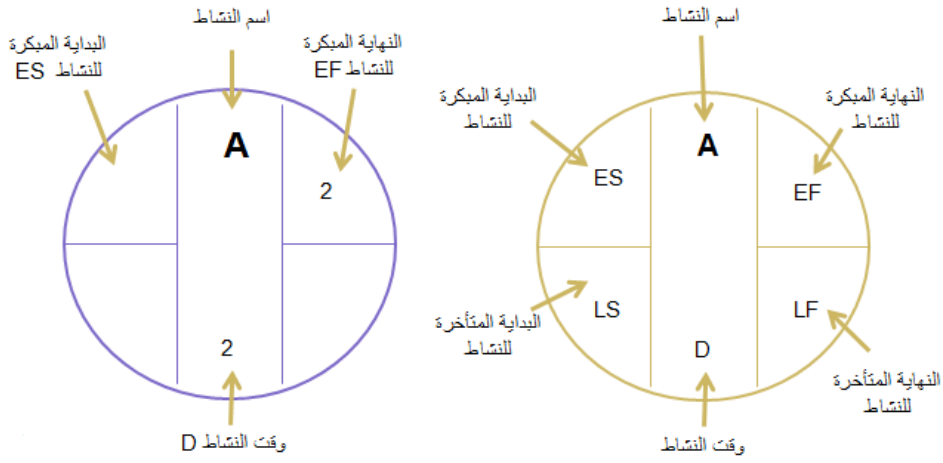 اسم النشاط
البداية المبكرة
للنشاط ES
النهاية المبكرة
للنشاط EF
A
2
2
وقت النشاط D
اسم النشاط
البداية المبكرة
للنشاط
النهاية المبكرة
للنشاط
A
ES
EF
LS
LF
D
البداية المتأخرة
للنشاط
النهاية المتأخرة
للنشاط
وقت النشاط